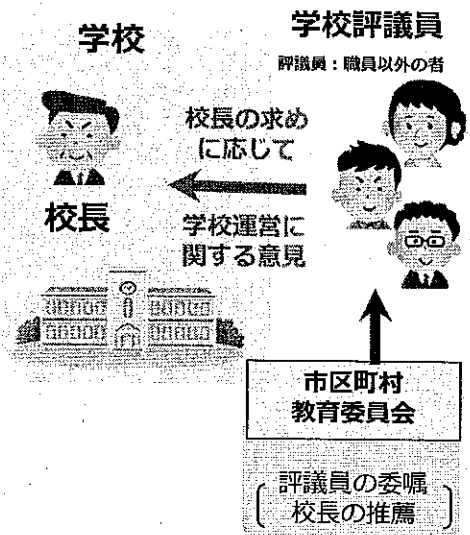 学校
学校評議員
評議員：職員以外の者
校長の求め
に応じて
校長
学校運営に
関する意見
市区町村
教育委員会
評議員の委嘱
校長の推薦